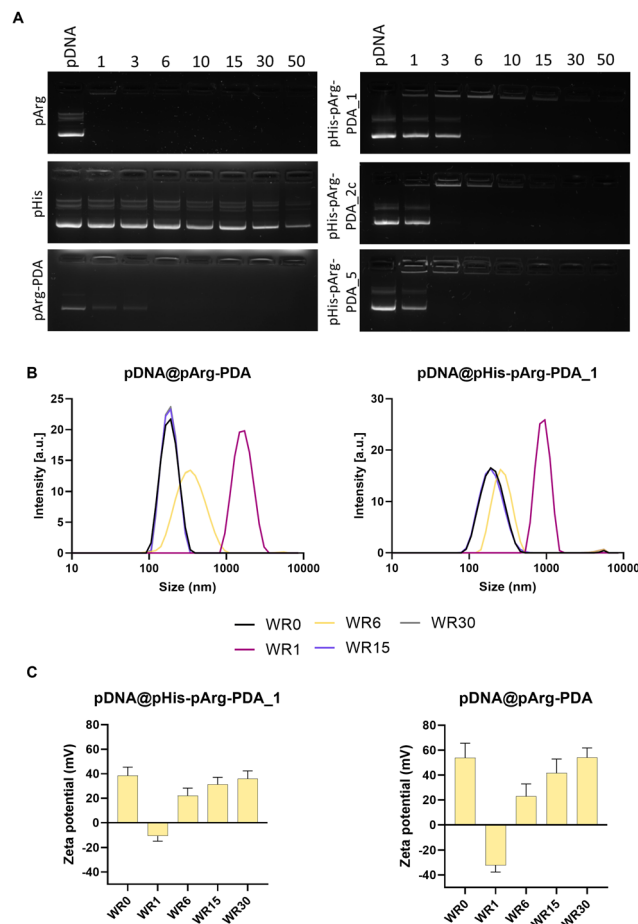 A
pDNA 1 3 6 10 15 30 50
pArg
pHis
pArg-PDA
pDNA 1 3 6 10 15 30 50
pHis-pArg-
PDA_1
pHis-pArg-
PDA_2c
pHis-pArg-
PDA_5
B
pDNA@pArg-PDA
Intensity [a.u.]
25
20
15
10
5
0
10 100 1000 10000
Size (nm)
pDNA@pHis-pArg-PDA_1
Intensity [a.u.]
30
20
10
0
10 100 1000 10000
Size (nm)
WR0 WR6 WR30
WR1 WR15
C
pDNA@pHis-pArg-PDA_1
Zeta potential (mV)
80
60
40
20
0
-20
-40
WR0 WR1 WR6 WR15 WR30
pDNA@pArg-PDA
Zeta potential (mV)
80
60
40
20
0
-20
-40
WR0 WR1 WR6 WR15 WR30